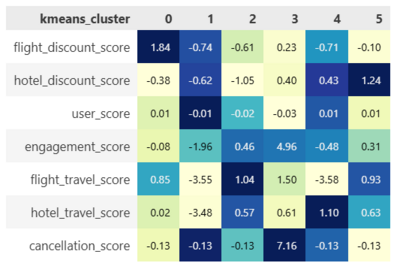 kmeans_cluster 0 1 2 3 4 5
flight_discount_score 1.84 -0.74 -0.61 0.23 -0.71 -0.10
hotel_discount_score -0.38 -0.62 -1.05 0.40 0.43 1.24
user_score 0.01 -0.01 -0.02 -0.03 0.01 0.01
engagement_score -0.08 -1.96 0.46 4.96 -0.48 0.31
flight_travel_score 0.85 -3.55 1.04 1.50 -3.58 0.93
hotel_travel_score 0.02 -3.48 0.57 0.61 1.10 0.63
cancellation_score -0.13 -0.13 -0.13 7.16 -0.13 -0.13